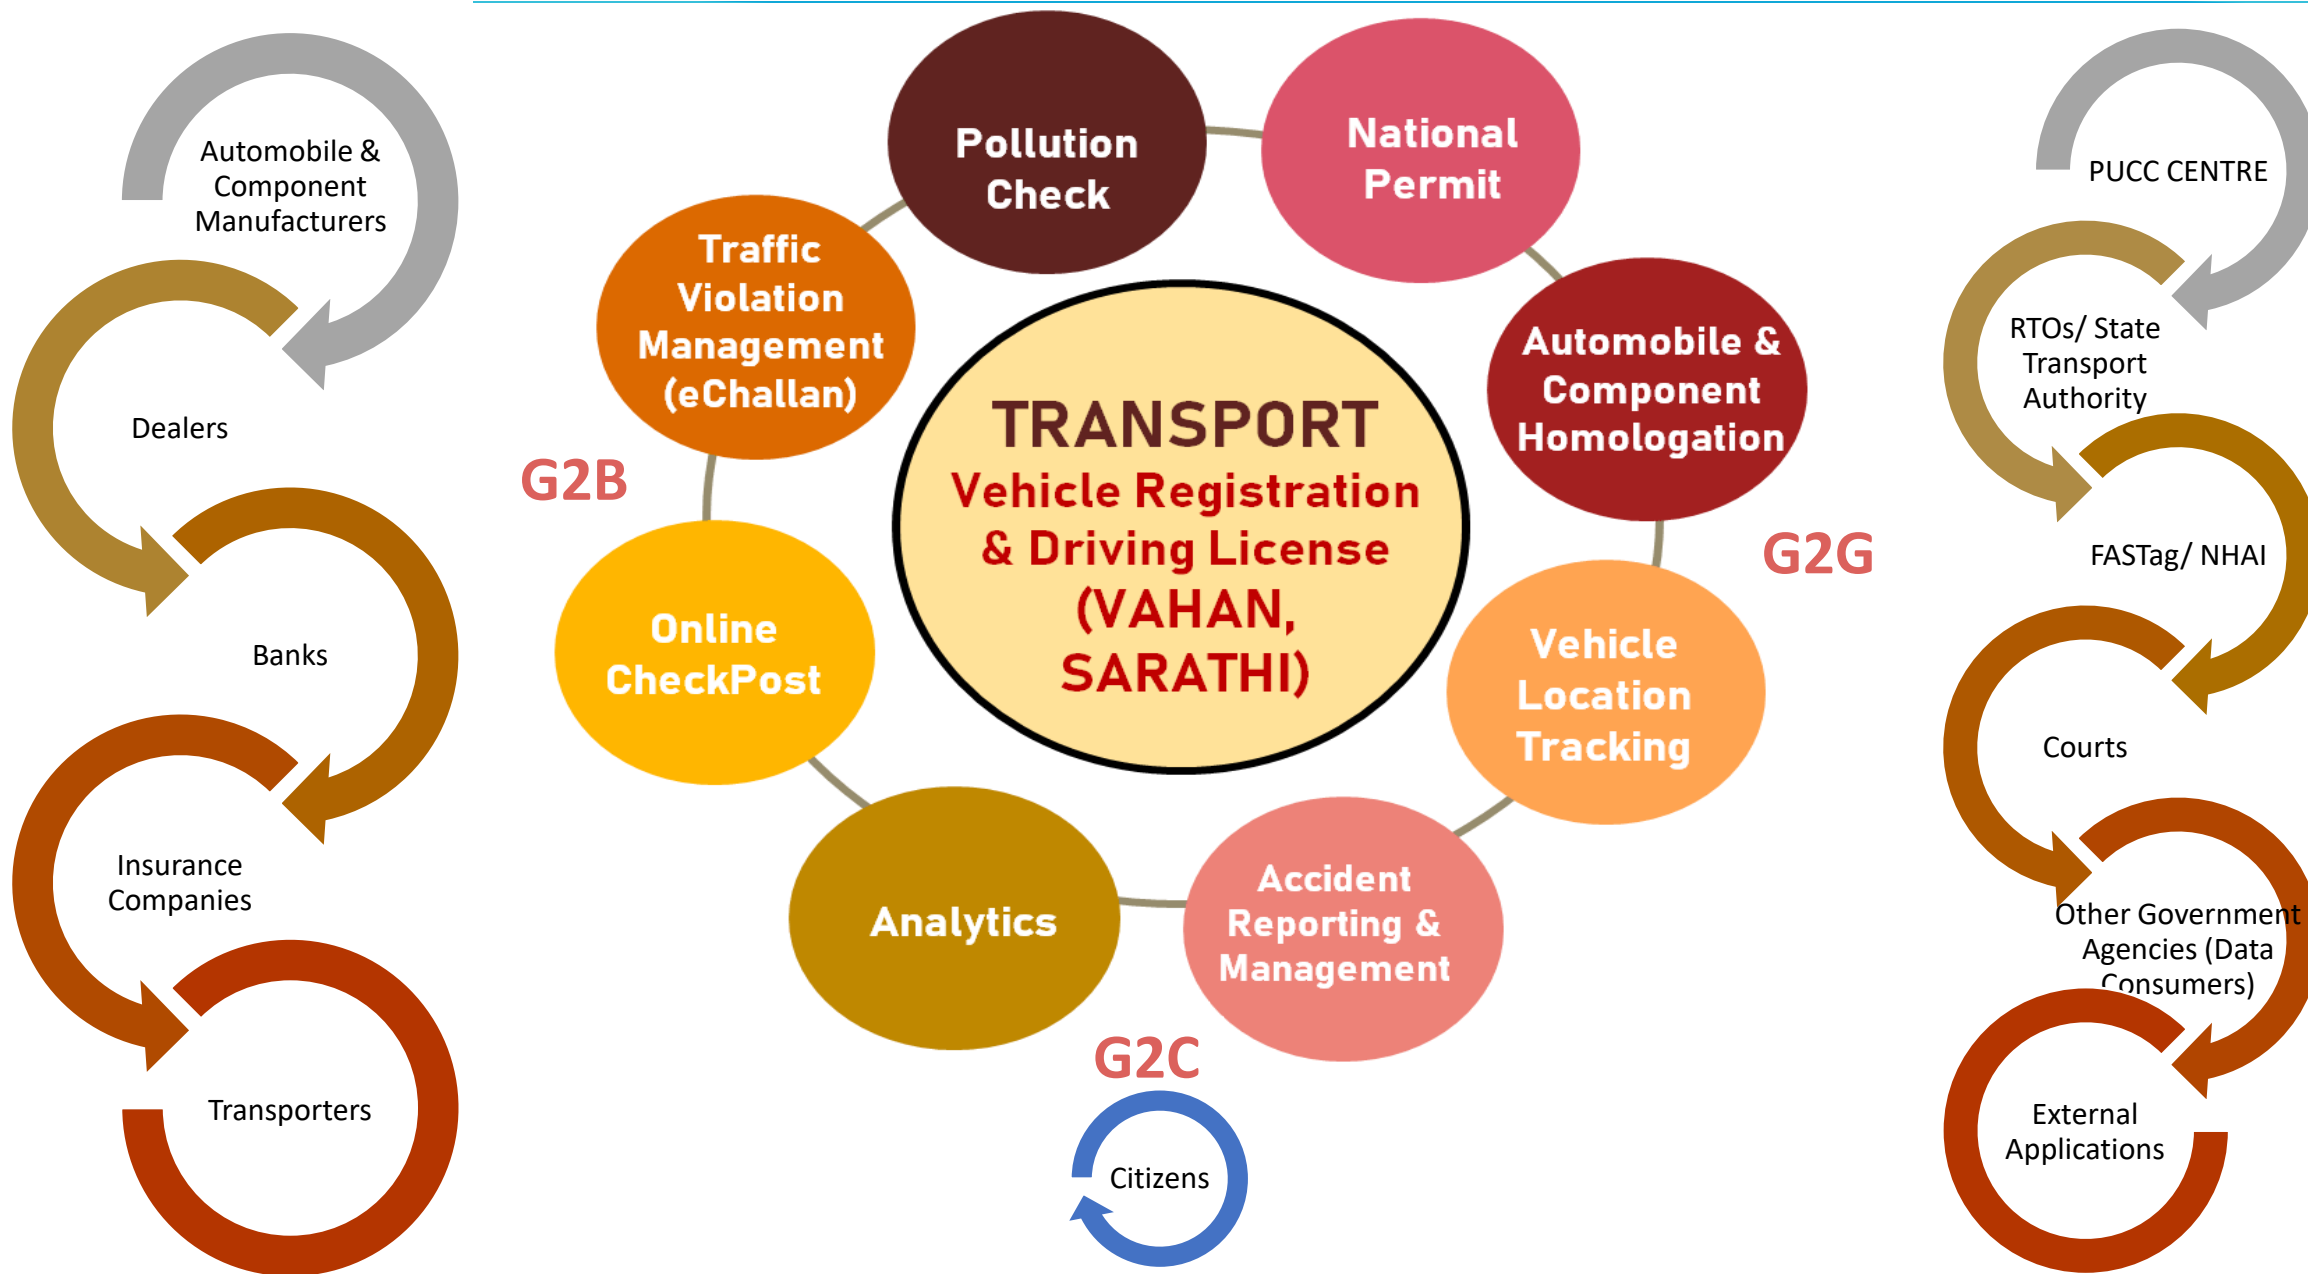 Automobile &
Component
Manufacturers
Dealers
Banks
Insurance
Companies
Transporters
G2B
Pollution
Check
National
Permit
Traffic
Violation
Management
(eChallan)
Automobile &
Component
Homologation
TRANSPORT
Vehicle Registration
& Driving License
(VAHAN,
SARATHI)
Online
CheckPost
Vehicle
Location
Tracking
Analytics
Accident
Reporting &
Management
G2C
Citizens
G2G
PUCC CENTRE
RTOs/ State
Transport
Authority
FASTag/ NHAI
Courts
Other Government
Agencies (Data
Consumers)
External
Applications